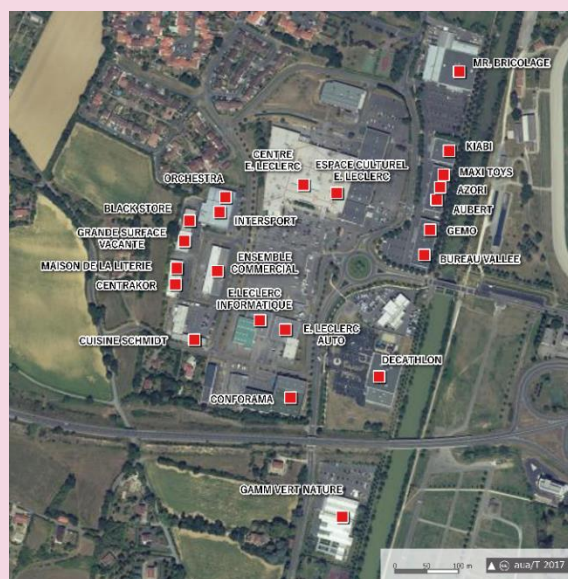 MR. BRICOLAGE
KIABI
CENTRE
E. LECLERC
ESPACE CULTUREL
E. LECLERC
MAXI TOYS
AZORI
AUBERT
ORCHESTRA
BLACK STORE
INTERSPORT
GRANDE SURFACE
VACANTE
GEMO
BUREAU VALLEE
MAISON DE LA LITERIE
ENSEMBLE
COMMERCIAL
CENTRAKOR
E.LECLERC
INFORMATIQUE
E. LECLERC
AUTO
CUISINE SCHMIDT
DECATHLON
CONFORAMA
GAMM VERT NATURE
0 50 100 m
aua/T 2017